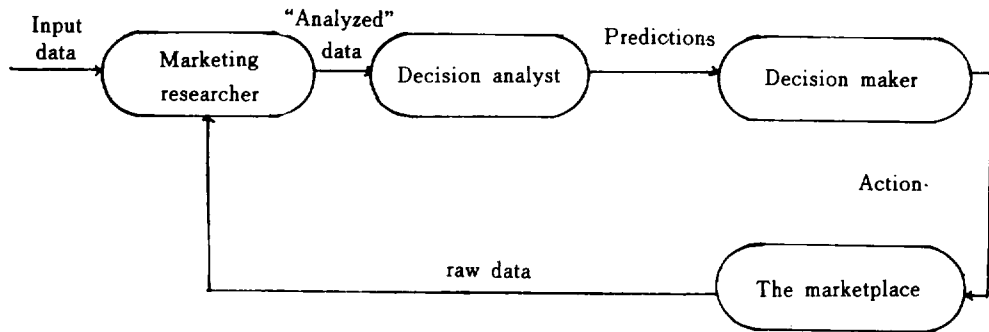 Input
data
Marketing
researcher
“Analyzed”
data
Decision analyst
Predictions
Decision maker
Action
The marketplace
raw data